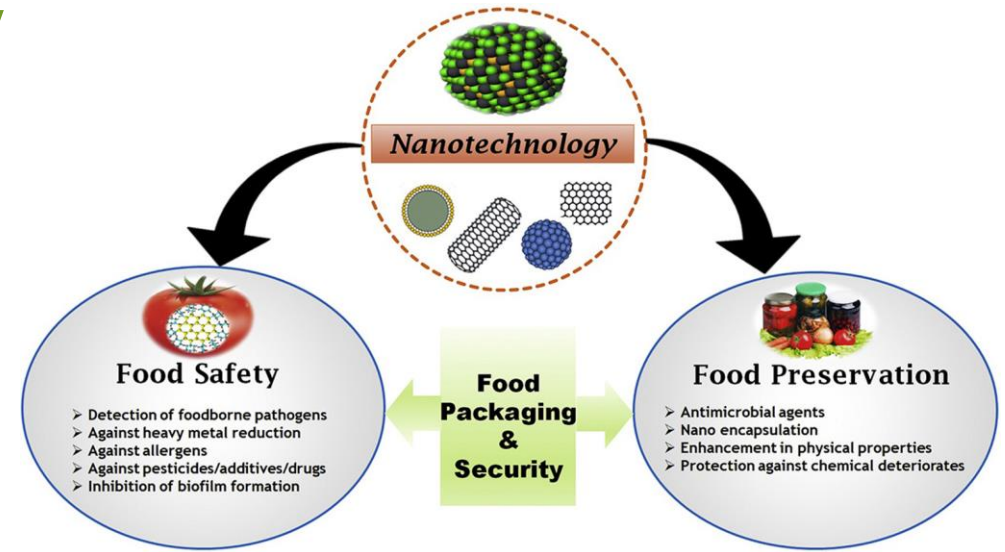 Nanotechnology
Food Safety
➤ Detection of foodborne pathogens
➤ Against heavy metal reduction
➤ Against allergens
➤ Against pesticides/additives/drugs
➤ Inhibition of biofilm formation
Food
Packaging
&
Security
Food Preservation
➤ Antimicrobial agents
➤ Nano encapsulation
➤ Enhancement in physical properties
➤ Protection against chemical deteriorates